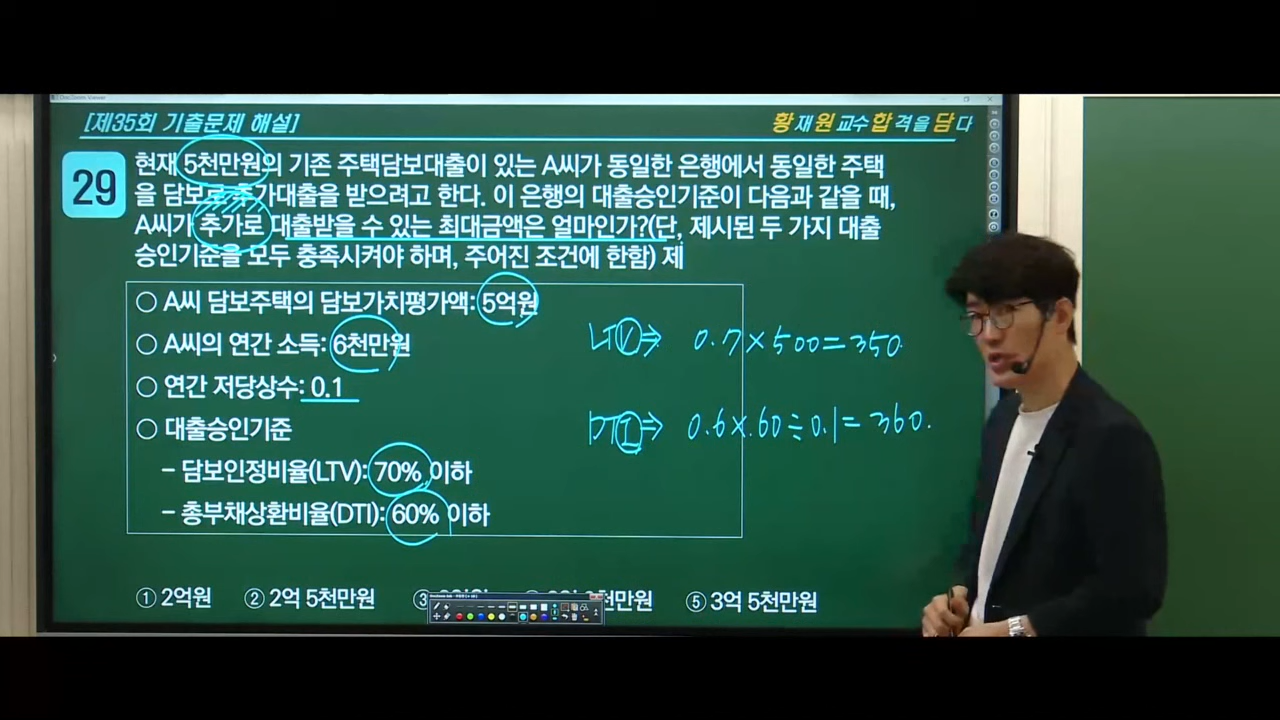 [제35회 기출문제 해설]
황재원 교수 합격을 담다
29
현재 5천만원의 기존 주택담보대출이 있는 A씨가 동일한 은행에서 동일한 주택
을 담보로 추가대출을 받으려고 한다. 이 은행의 대출승인기준이 다음과 같을 때,
A씨가 추가로 대출받을 수 있는 최대금액은 얼마인가?(단, 제시된 두 가지 대출
승인기준을 모두 충족시켜야 하며, 주어진 조건에 한함) 제
○ A씨 담보주택의 담보가치평가액: 5억원
○ A씨의 연간 소득: 6천만원
LTV ⇒ 0.7×500=350
○ 연간 저당상수: 0.1
○ 대출승인기준
DTI ⇒ 0.6×60÷0.1=360.
- 담보인정비율(LTV): 70% 이하
- 총부채상환비율(DTI): 60% 이하
① 2억원 ② 2억 5천만원 ⑤ 3억 5천만원